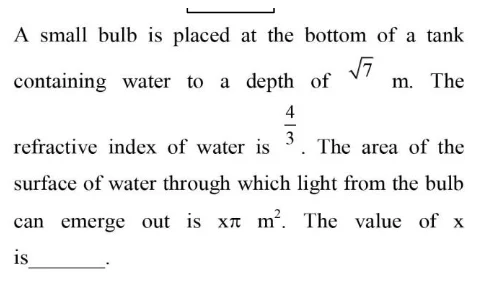 A small bulb is placed at the bottom of a tank
containing water to a depth of √7 m. The
refractive index of water is 4/3. The area of the
surface of water through which light from the bulb
can emerge out is xπ m². The value of x
is________.